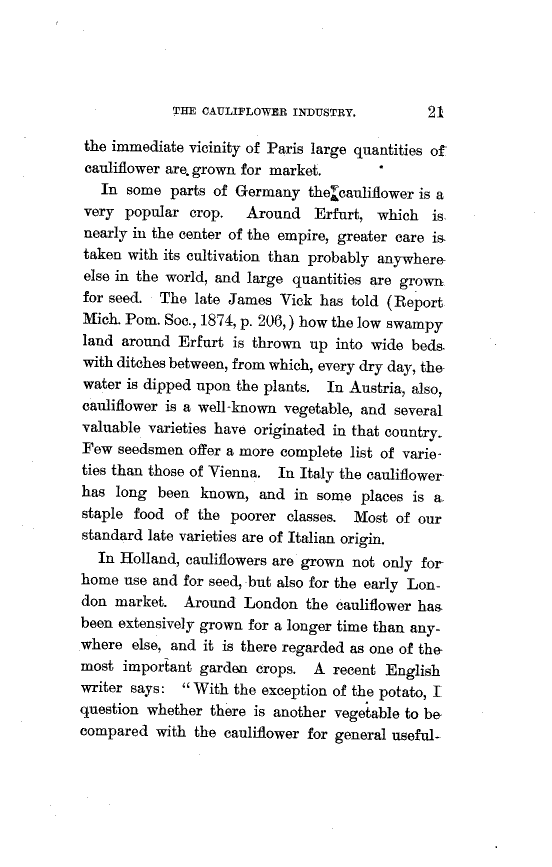 THE CAULIFLOWER INDUSTRY. 21
the immediate vicinity of Paris large quantities of
cauliflower are grown for market.
In some parts of Germany the cauliflower is a
very popular crop. Around Erfurt, which is
nearly in the center of the empire, greater care is
taken with its cultivation than probably anywhere
else in the world, and large quantities are grown
for seed. The late James Vick has told (Report
Mich. Pom. Soc., 1874, p. 206,) how the low swampy
land around Erfurt is thrown up into wide beds
with ditches between, from which, every dry day, the
water is dipped upon the plants. In Austria, also,
cauliflower is a well-known vegetable, and several
valuable varieties have originated in that country.
Few seedsmen offer a more complete list of varie-
ties than those of Vienna. In Italy the cauliflower
has long been known, and in some places is a
staple food of the poorer classes. Most of our
standard late varieties are of Italian origin.
In Holland, cauliflowers are grown not only for
home use and for seed, but also for the early Lon-
don market. Around London the cauliflower has
been extensively grown for a longer time than any-
where else, and it is there regarded as one of the
most important garden crops. A recent English
writer says: "With the exception of the potato, I
question whether there is another vegetable to be
compared with the cauliflower for general useful-